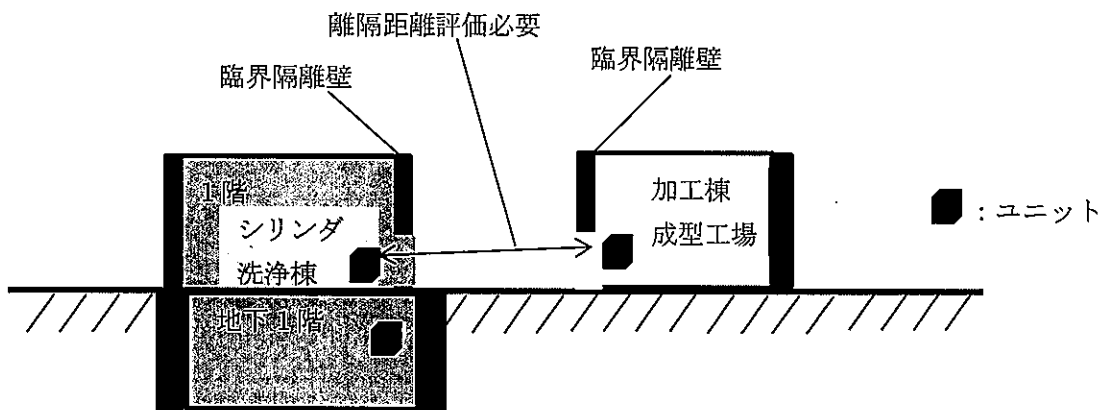 離隔距離評価必要
臨界隔離壁
臨界隔離壁
1階
シリンダ
洗浄棟
加工棟
成型工場
：ユニット
地下1階